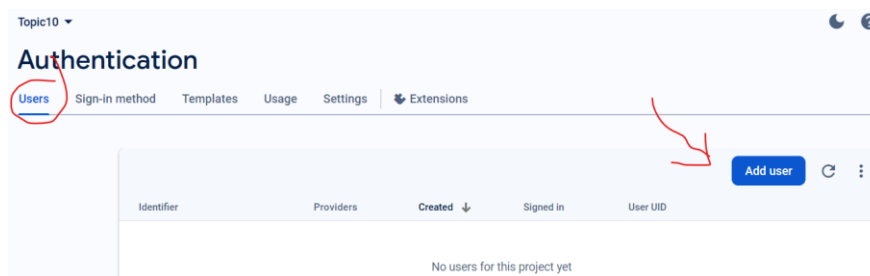 Topic10
Authentication
Users Sign-in method Templates Usage Settings Extensions
Add user
Identifier Providers Created Signed in User UID
No users for this project yet